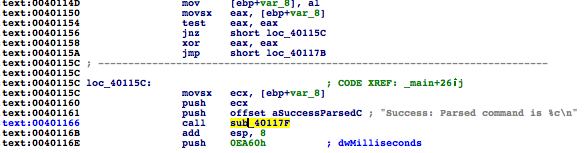 text:0040114D mov [ebp+var_8], al
text:00401150 movsx eax, [ebp+var_8]
text:00401154 test eax, eax
text:00401156 jnz short loc_40115C
text:00401158 xor eax, eax
text:0040115A jmp short loc_40117B
text:0040115C ; ---------------------------------------------------------------------------
text:0040115C
text:0040115C loc_40115C: ; CODE XREF: _main+26↑j
text:0040115C movsx ecx, [ebp+var_8]
text:00401160 push ecx
text:00401161 push offset aSuccessParsedC ; "Success: Parsed command is %c\n"
text:00401166 call sub_40117F
text:0040116B add esp, 8
text:0040116E push 0EA60h ; dwMilliseconds